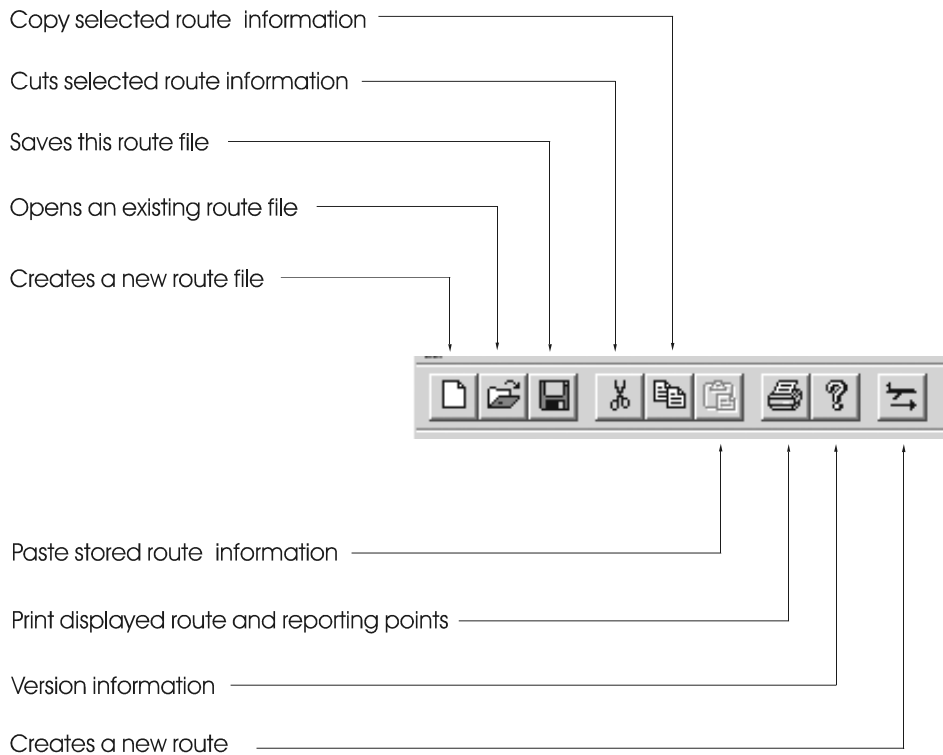 Copy selected route information
Cuts selected route information
Saves this route file
Opens an existing route file
Creates a new route file
Paste stored route information
Print displayed route and reporting points
Version information
Creates a new route